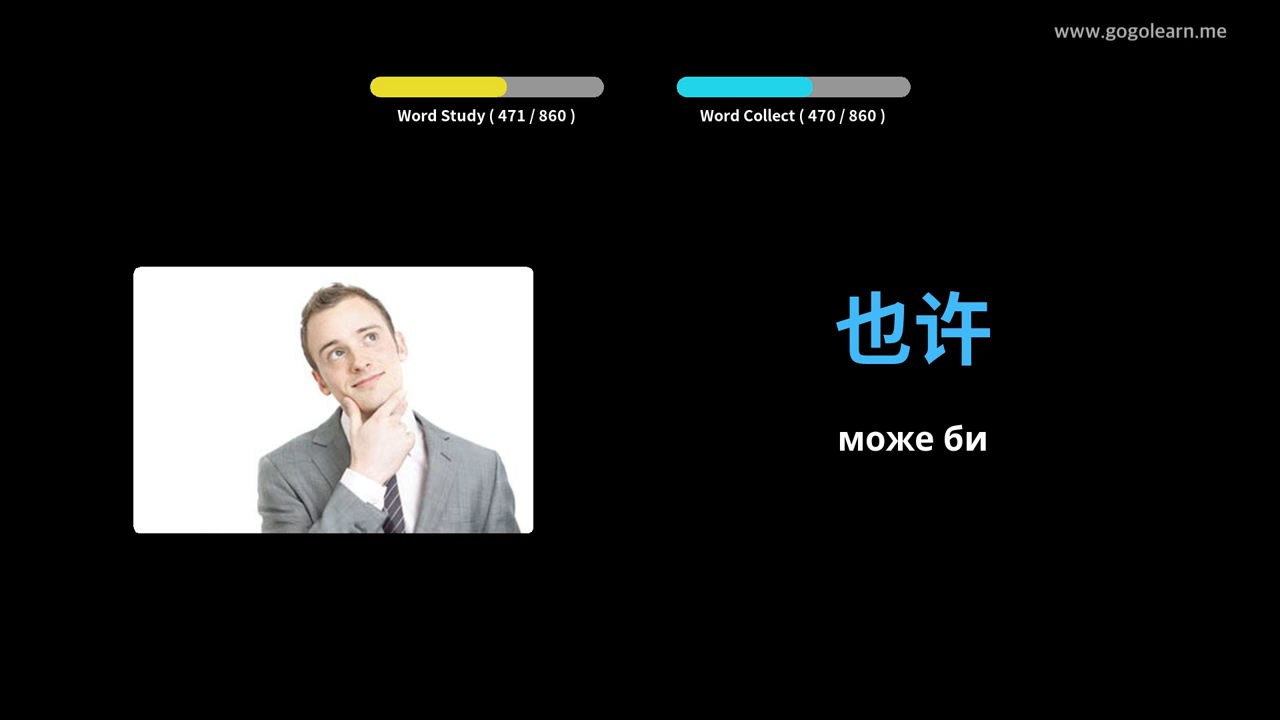 www.gogolearn.me
Word Study ( 471 / 860 )
Word Collect ( 470 / 860 )
也许
може би